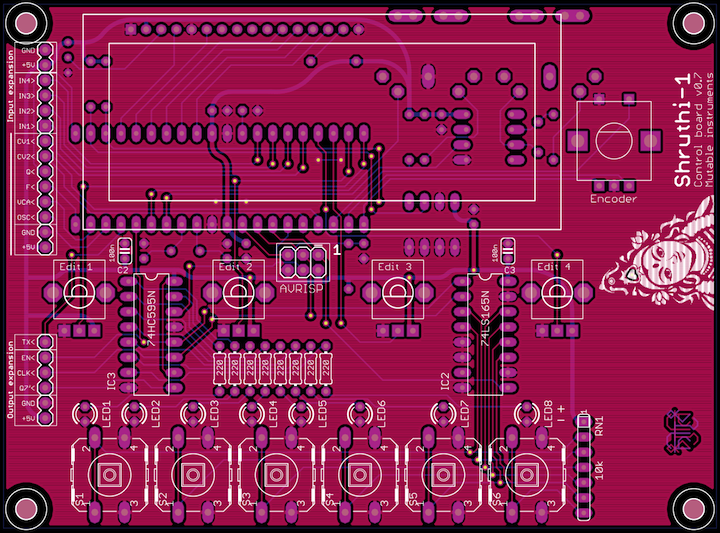 Input expansion
GND
+5V
IN4>
IN3>
IN2>
IN1>
CV1<
CV2<
Q<
F<
VCA<
OSC<
GND
+5V
Shruthi-1
Control board v0.7
Mutable instruments
Encoder
1
AVRISP
100n
C2
100n
C3
Edit 1
Edit 2
Edit 3
Edit 4
74HC595N
IC3
74LS165N
IC2
Output expansion
TX<
EN<
CLK<
GND
+5V
220
220
220
220
220
220
220
220
LED1
LED2
LED3
LED4
LED5
LED6
LED7
LED8
+
1
RN1
10k
S1
S2
S3
S4
S5
S6